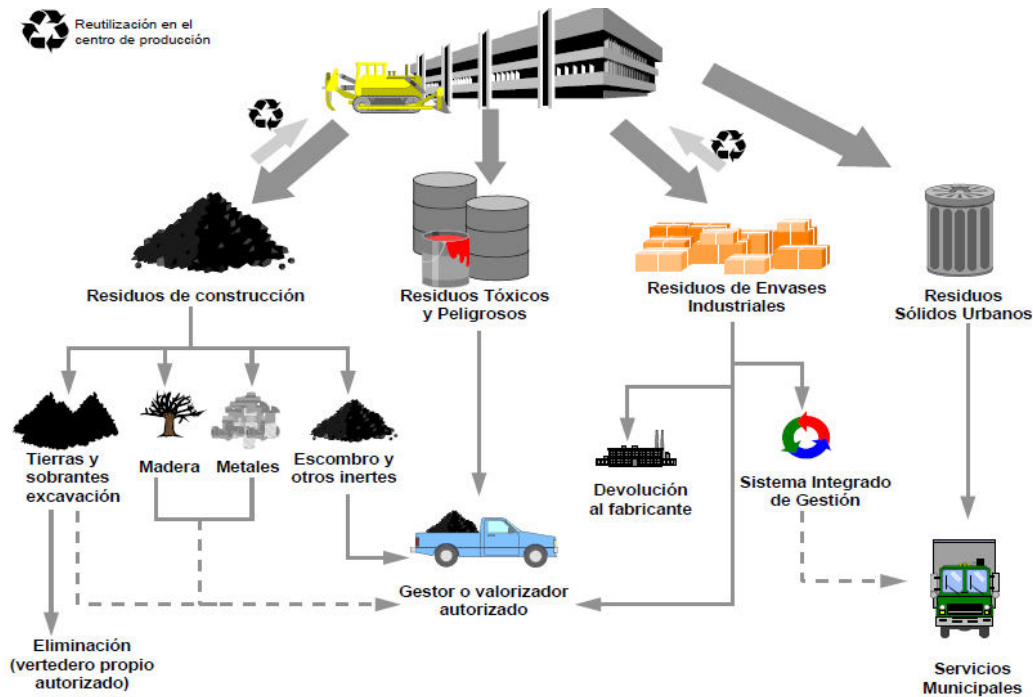 Reutilización en el
centro de producción
Residuos de construcción
Residuos Tóxicos
y Peligrosos
Residuos de Envases
Industriales
Residuos
Sólidos Urbanos
Tierras y
sobrantes
excavación
Madera
Metales
Escombro y
otros inertes
Devolución
al fabricante
Sistema Integrado
de Gestión
Gestor o valorizador
autorizado
Eliminación
(vertedero propio
autorizado)
Servicios
Municipales